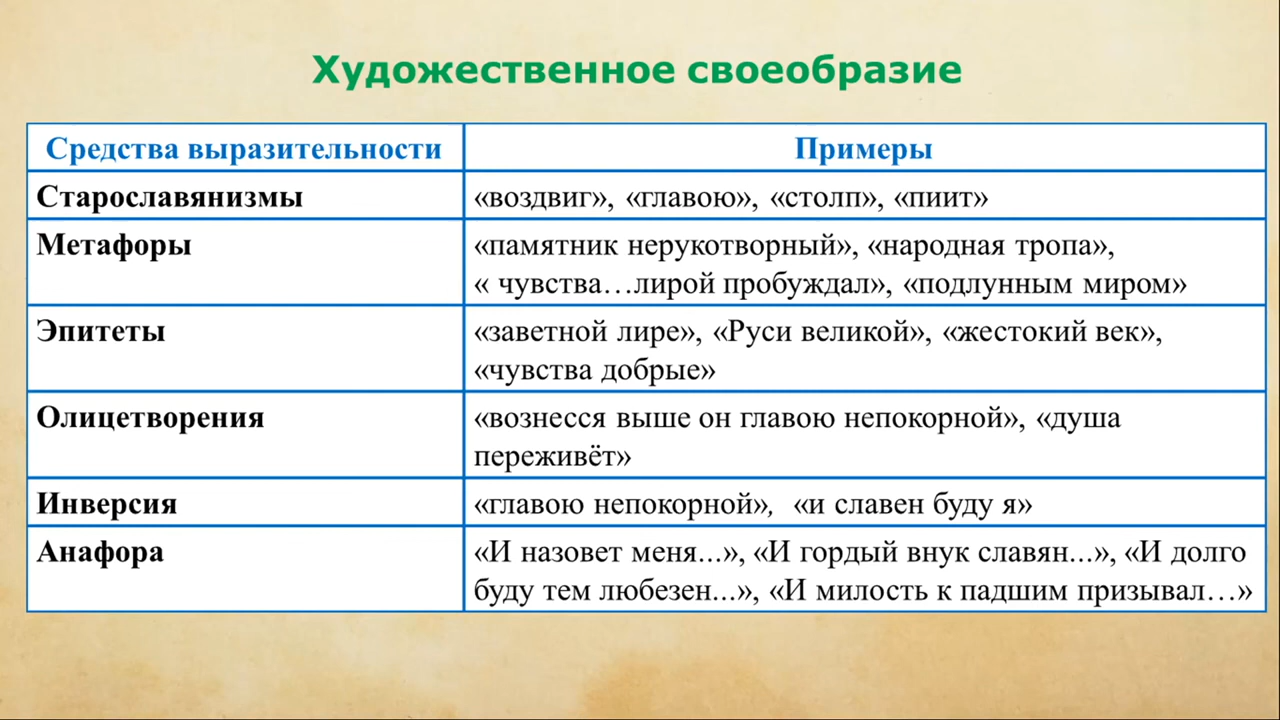 Художественное своеобразие
Средства выразительности
Примеры
Старославянизмы
«воздвиг», «главою», «столп», «пиит»
Метафоры
«памятник нерукотворный», «народная тропа»,
« чувства…лирой пробуждал», «подлунным миром»
Эпитеты
«заветной лире», «Руси великой», «жестокий век»,
«чувства добрые»
Олицетворения
«вознесся выше он главою непокорной», «душа
переживёт»
Инверсия
«главою непокорной», «и славен буду я»
Анафора
«И назовет меня...», «И гордый внук славян...», «И долго
буду тем любезен...», «И милость к падшим призывал…»